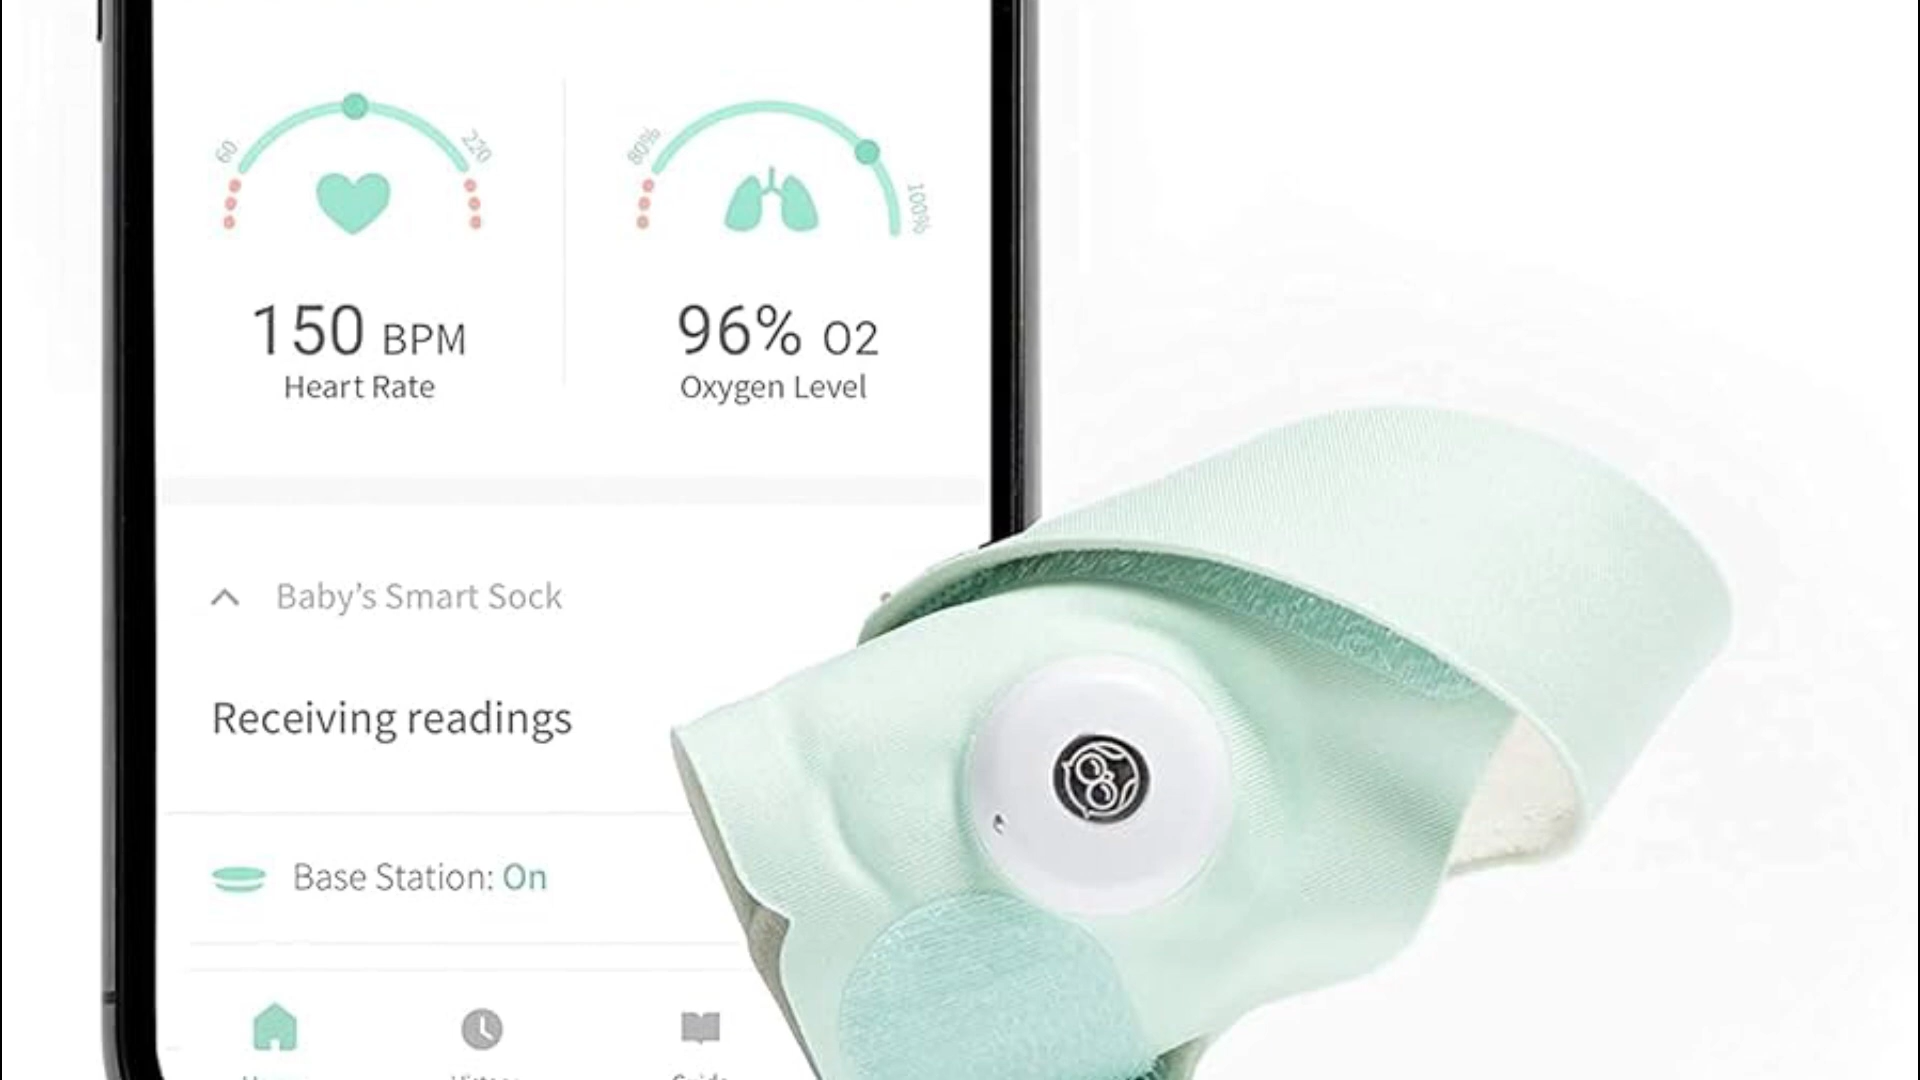 60
220
80%
100%
150 BPM
Heart Rate
96% O2
Oxygen Level
Baby's Smart Sock
Receiving readings
Base Station: On